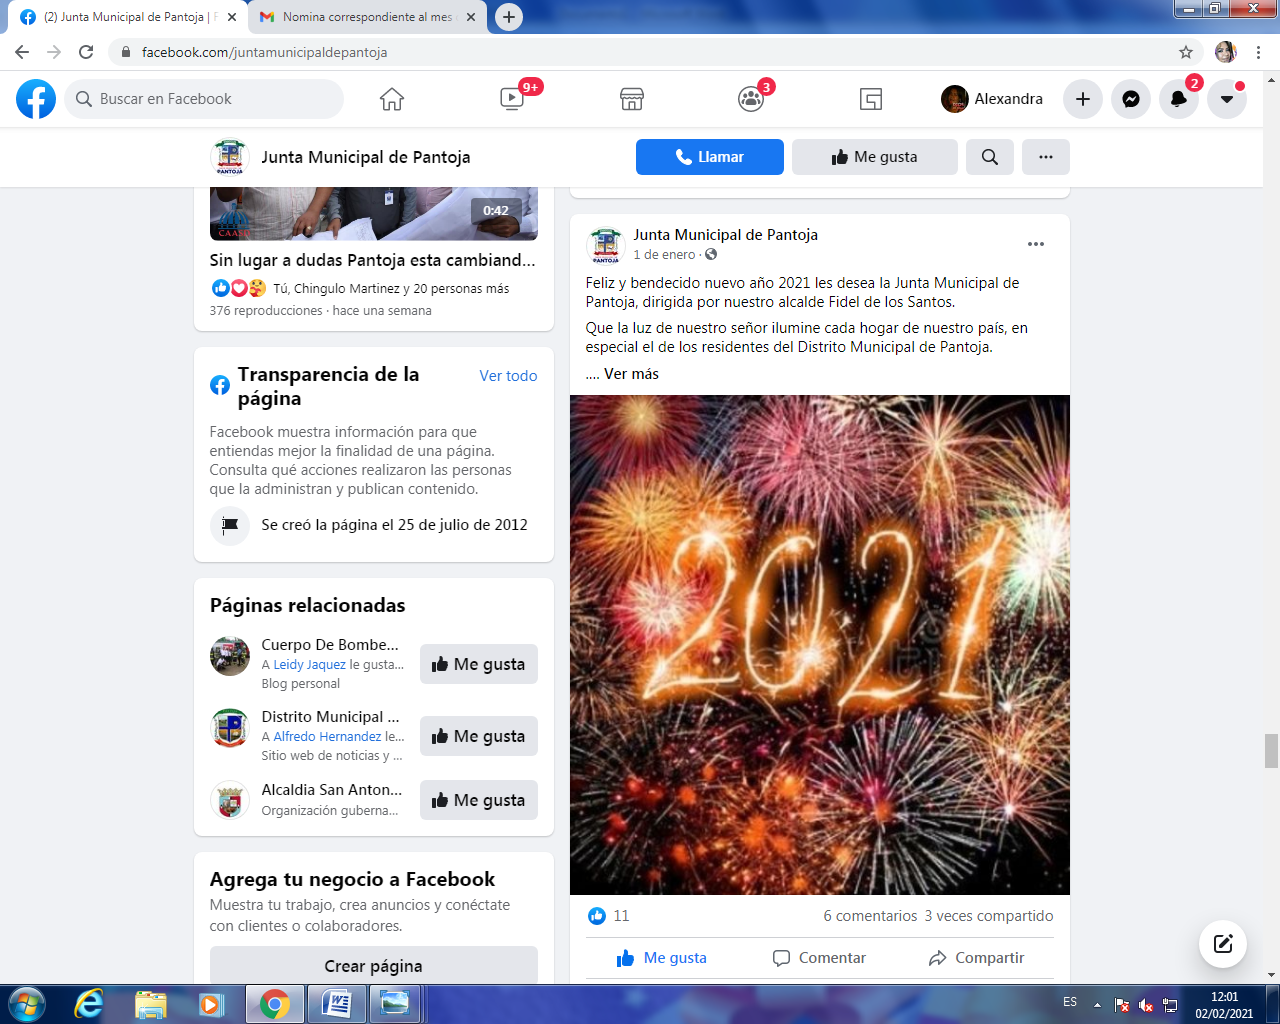 (2) Junta Municipal de Pantoja | F
Nomina correspondiente al mes
facebook.com/juntamunicipaldepantoja
Buscar en Facebook
9+
3
Alexandra
2
Junta Municipal de Pantoja
Llamar
Me gusta
0:42
CAASD
Sin lugar a dudas Pantoja esta cambiand...
Tú, Chingulo Martinez y 20 personas más
376 reproducciones · hace una semana
Transparencia de la
página
Ver todo
Facebook muestra información para que
entiendas mejor la finalidad de una página.
Consulta qué acciones realizaron las personas
que la administran y publican contenido.
Se creó la página el 25 de julio de 2012
Páginas relacionadas
Cuerpo De Bombe...
A Leidy Jaquez le gusta...
Blog personal
Me gusta
Distrito Municipal ...
A Alfredo Hernandez le...
Sitio web de noticias y ...
Me gusta
Alcaldia San Anton...
Organización guberna...
Me gusta
Agrega tu negocio a Facebook
Muestra tu trabajo, crea anuncios y conéctate
con clientes o colaboradores.
Crear página
Junta Municipal de Pantoja
1 de enero ·
Feliz y bendecido nuevo año 2021 les desea la Junta Municipal de
Pantoja, dirigida por nuestro alcalde Fidel de los Santos.
Que la luz de nuestro señor ilumine cada hogar de nuestro país, en
especial el de los residentes del Distrito Municipal de Pantoja.
.... Ver más
2021
11
6 comentarios 3 veces compartido
Me gusta
Comentar
Compartir
ES
12:01
02/02/2021